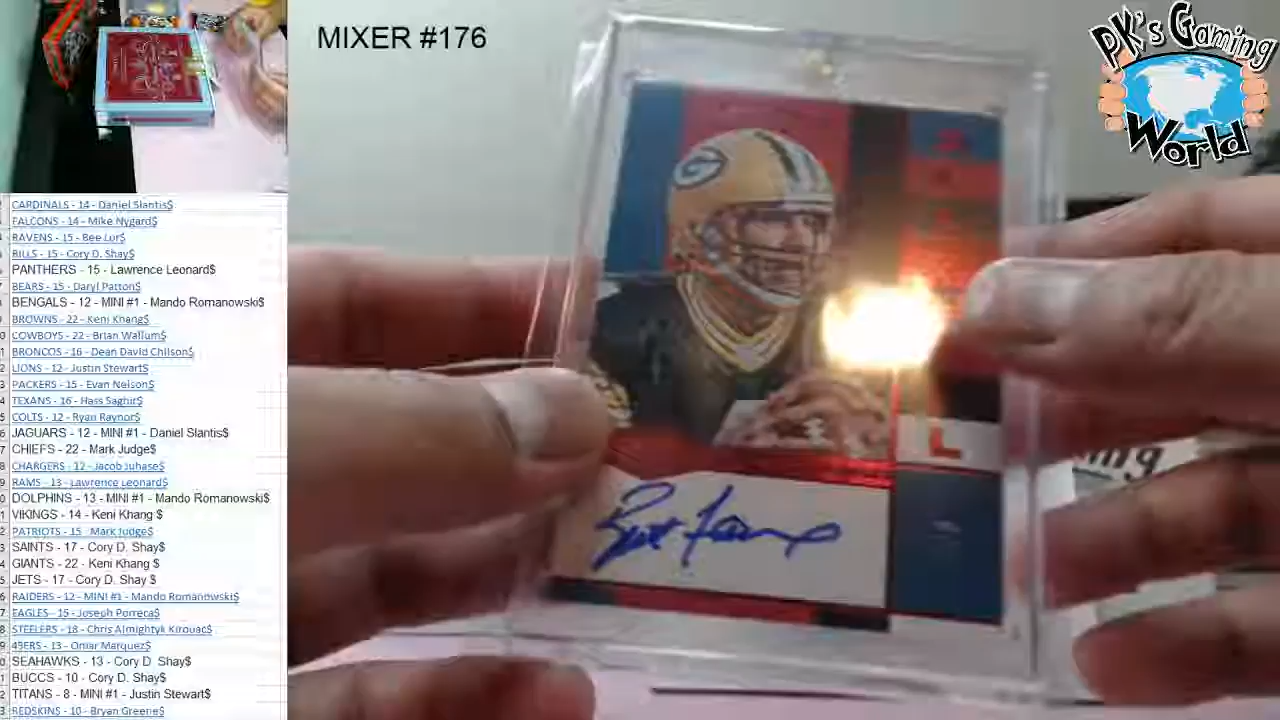 MIXER #176
PK's Gaming
World
CARDINALS - 14 - Daniel Slantis$
FALCONS - 14 - Mike Nygard$
RAVENS - 15 - Bee Lor$
BILLS - 15 - Cory D. Shay$
PANTHERS - 15 - Lawrence Leonard$
BEARS - 15 - Daryl Patton$
BENGALS - 12 - MINI #1 - Mando Romanowski$
BROWNS - 22 - Keni Khang$
COWBOYS - 22 - Brian Wallum$
BRONCOS - 16 - Dean David Chilson$
LIONS - 12 - Justin Stewart$
PACKERS - 15 - Evan Nelson$
TEXANS - 16 - Hass Saghir$
COLTS - 12 - Ryan Raynor$
JAGUARS - 12 - MINI #1 - Daniel Slantis$
CHIEFS - 22 - Mark Judge$
CHARGERS - 12 - Jacob Juhase$
RAMS - 13 - Lawrence Leonard$
DOLPHINS - 13 - MINI #1 - Mando Romanowski$
VIKINGS - 14 - Keni Khang $
PATRIOTS - 15 - Mark Judge$
SAINTS - 17 - Cory D. Shay$
GIANTS - 22 - Keni Khang $
JETS - 17 - Cory D. Shay $
RAIDERS - 12 - MINI #1 - Mando Romanowski$
EAGLES - 15 - Joseph Porreca$
STEELERS - 18 - Chris Almightyk Kirouac$
49ERS - 13 - Omar Marquez$
SEAHAWKS - 13 - Cory D. Shay$
BUCCS - 10 - Cory D. Shay$
TITANS - 8 - MINI #1 - Justin Stewart$
REDSKINS - 10 - Bryan Greene$
G
L
Brett Favre